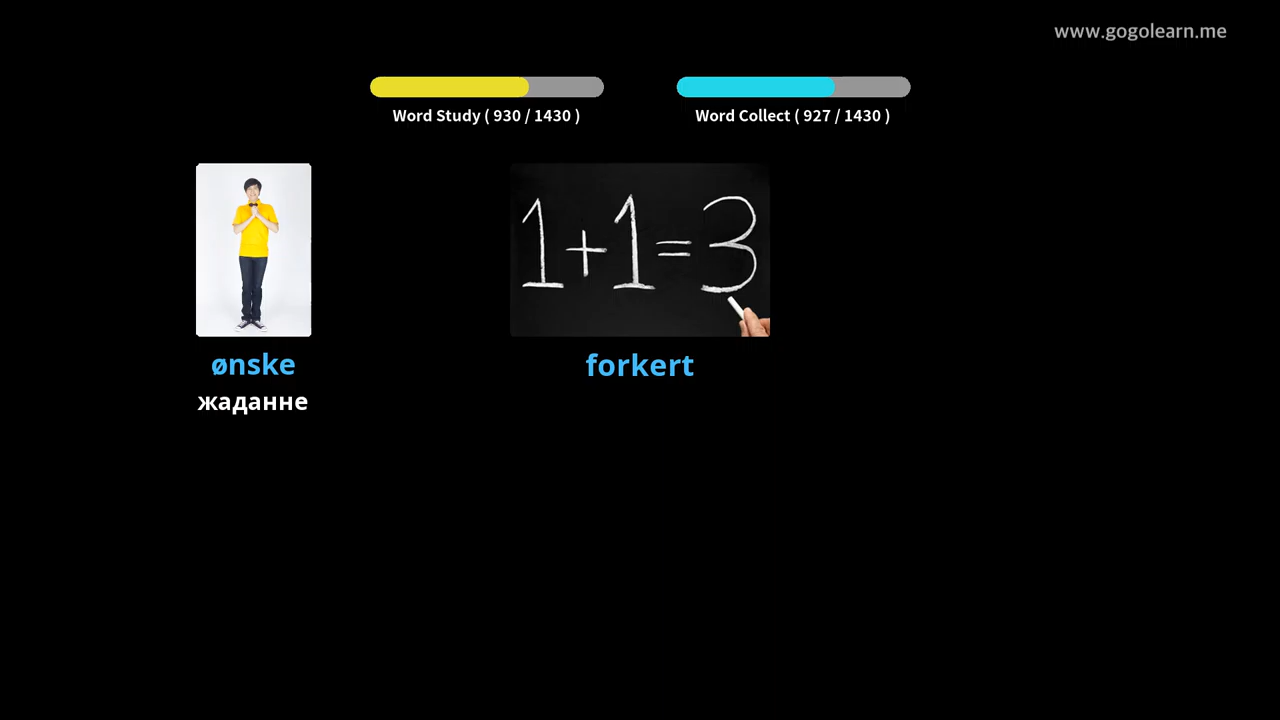 www.gogolearn.me
Word Study ( 930 / 1430 )
Word Collect ( 927 / 1430 )
1+1=3
ønske
forkert
жаданне